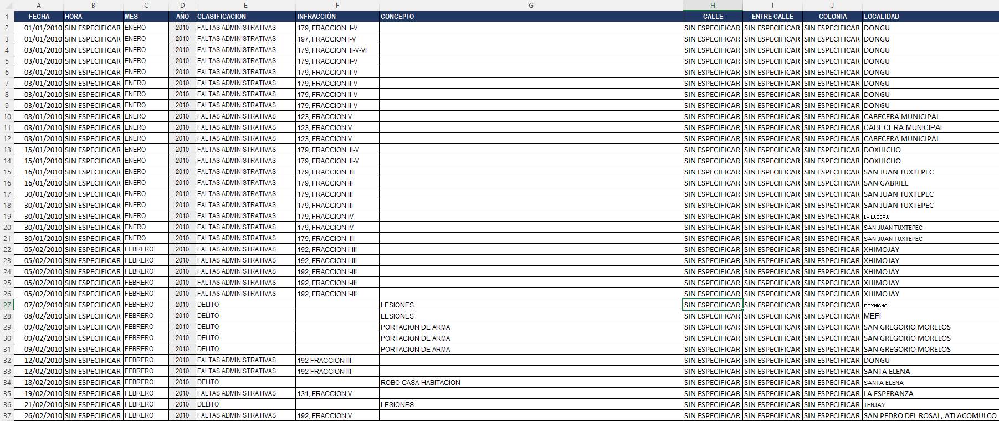 A B C D E F G H I J
1 FECHA HORA MES AÑO CLASIFICACION INFRACCIÓN CONCEPTO CALLE ENTRE CALLE COLONIA LOCALIDAD
2 01/01/2010 SIN ESPECIFICAR ENERO 2010 FALTAS ADMINISTRATIVAS 179, FRACCION  I-V SIN ESPECIFICAR SIN ESPECIFICAR SIN ESPECIFICAR DONGU
3 01/01/2010 SIN ESPECIFICAR ENERO 2010 FALTAS ADMINISTRATIVAS 197, FRACCION I-V SIN ESPECIFICAR SIN ESPECIFICAR SIN ESPECIFICAR DONGU
4 03/01/2010 SIN ESPECIFICAR ENERO 2010 FALTAS ADMINISTRATIVAS 179, FRACCION  II-V-VI SIN ESPECIFICAR SIN ESPECIFICAR SIN ESPECIFICAR DONGU
5 03/01/2010 SIN ESPECIFICAR ENERO 2010 FALTAS ADMINISTRATIVAS 179, FRACCION II-V SIN ESPECIFICAR SIN ESPECIFICAR SIN ESPECIFICAR DONGU
6 03/01/2010 SIN ESPECIFICAR ENERO 2010 FALTAS ADMINISTRATIVAS 179, FRACCION II-V SIN ESPECIFICAR SIN ESPECIFICAR SIN ESPECIFICAR DONGU
7 03/01/2010 SIN ESPECIFICAR ENERO 2010 FALTAS ADMINISTRATIVAS 179, FRACCION II-V SIN ESPECIFICAR SIN ESPECIFICAR SIN ESPECIFICAR DONGU
8 03/01/2010 SIN ESPECIFICAR ENERO 2010 FALTAS ADMINISTRATIVAS 179, FRACCION II-V SIN ESPECIFICAR SIN ESPECIFICAR SIN ESPECIFICAR DONGU
9 03/01/2010 SIN ESPECIFICAR ENERO 2010 FALTAS ADMINISTRATIVAS 179, FRACCION II-V SIN ESPECIFICAR SIN ESPECIFICAR SIN ESPECIFICAR DONGU
10 08/01/2010 SIN ESPECIFICAR ENERO 2010 FALTAS ADMINISTRATIVAS 123, FRACCION V SIN ESPECIFICAR SIN ESPECIFICAR SIN ESPECIFICAR CABECERA MUNICIPAL
11 08/01/2010 SIN ESPECIFICAR ENERO 2010 FALTAS ADMINISTRATIVAS 123, FRACCION V SIN ESPECIFICAR SIN ESPECIFICAR SIN ESPECIFICAR CABECERA MUNICIPAL
12 08/01/2010 SIN ESPECIFICAR ENERO 2010 FALTAS ADMINISTRATIVAS 123, FRACCION V SIN ESPECIFICAR SIN ESPECIFICAR SIN ESPECIFICAR CABECERA MUNICIPAL
13 15/01/2010 SIN ESPECIFICAR ENERO 2010 FALTAS ADMINISTRATIVAS 179, FRACCION  II-V SIN ESPECIFICAR SIN ESPECIFICAR SIN ESPECIFICAR DOXHICHO
14 15/01/2010 SIN ESPECIFICAR ENERO 2010 FALTAS ADMINISTRATIVAS 179, FRACCION  II-V SIN ESPECIFICAR SIN ESPECIFICAR SIN ESPECIFICAR DOXHICHO
15 16/01/2010 SIN ESPECIFICAR ENERO 2010 FALTAS ADMINISTRATIVAS 179, FRACCION  III SIN ESPECIFICAR SIN ESPECIFICAR SIN ESPECIFICAR SAN JUAN TUXTEPEC
16 16/01/2010 SIN ESPECIFICAR ENERO 2010 FALTAS ADMINISTRATIVAS 179, FRACCION III SIN ESPECIFICAR SIN ESPECIFICAR SIN ESPECIFICAR SAN GABRIEL
17 30/01/2010 SIN ESPECIFICAR ENERO 2010 FALTAS ADMINISTRATIVAS 179, FRACCION III SIN ESPECIFICAR SIN ESPECIFICAR SIN ESPECIFICAR SAN JUAN TUXTEPEC
18 30/01/2010 SIN ESPECIFICAR ENERO 2010 FALTAS ADMINISTRATIVAS 179, FRACCION III SIN ESPECIFICAR SIN ESPECIFICAR SIN ESPECIFICAR SAN JUAN TUXTEPEC
19 30/01/2010 SIN ESPECIFICAR ENERO 2010 FALTAS ADMINISTRATIVAS 179, FRACCION IV SIN ESPECIFICAR SIN ESPECIFICAR SIN ESPECIFICAR LA LADERA
20 30/01/2010 SIN ESPECIFICAR ENERO 2010 FALTAS ADMINISTRATIVAS 179, FRACCION IV SIN ESPECIFICAR SIN ESPECIFICAR SIN ESPECIFICAR SAN JUAN TUXTEPEC
21 30/01/2010 SIN ESPECIFICAR ENERO 2010 FALTAS ADMINISTRATIVAS 179, FRACCION  III SIN ESPECIFICAR SIN ESPECIFICAR SIN ESPECIFICAR SAN JUAN TUXTEPEC
22 05/02/2010 SIN ESPECIFICAR FEBRERO 2010 FALTAS ADMINISTRATIVAS 192, FRACCION I-III SIN ESPECIFICAR SIN ESPECIFICAR SIN ESPECIFICAR XHIMOJAY
23 05/02/2010 SIN ESPECIFICAR FEBRERO 2010 FALTAS ADMINISTRATIVAS 192, FRACCION I-III SIN ESPECIFICAR SIN ESPECIFICAR SIN ESPECIFICAR XHIMOJAY
24 05/02/2010 SIN ESPECIFICAR FEBRERO 2010 FALTAS ADMINISTRATIVAS 192, FRACCION I-III SIN ESPECIFICAR SIN ESPECIFICAR SIN ESPECIFICAR XHIMOJAY
25 05/02/2010 SIN ESPECIFICAR FEBRERO 2010 FALTAS ADMINISTRATIVAS 192, FRACCION I-III SIN ESPECIFICAR SIN ESPECIFICAR SIN ESPECIFICAR XHIMOJAY
26 05/02/2010 SIN ESPECIFICAR FEBRERO 2010 FALTAS ADMINISTRATIVAS 192, FRACCION I-III SIN ESPECIFICAR SIN ESPECIFICAR SIN ESPECIFICAR XHIMOJAY
27 07/02/2010 SIN ESPECIFICAR FEBRERO 2010 DELITO LESIONES SIN ESPECIFICAR SIN ESPECIFICAR SIN ESPECIFICAR DOXHICHO
28 08/02/2010 SIN ESPECIFICAR FEBRERO 2010 DELITO LESIONES SIN ESPECIFICAR SIN ESPECIFICAR SIN ESPECIFICAR MEFI
29 09/02/2010 SIN ESPECIFICAR FEBRERO 2010 DELITO PORTACION DE ARMA SIN ESPECIFICAR SIN ESPECIFICAR SIN ESPECIFICAR SAN GREGORIO MORELOS
30 09/02/2010 SIN ESPECIFICAR FEBRERO 2010 DELITO PORTACION DE ARMA SIN ESPECIFICAR SIN ESPECIFICAR SIN ESPECIFICAR SAN GREGORIO MORELOS
31 09/02/2010 SIN ESPECIFICAR FEBRERO 2010 DELITO PORTACION DE ARMA SIN ESPECIFICAR SIN ESPECIFICAR SIN ESPECIFICAR SAN GREGORIO MORELOS
32 12/02/2010 SIN ESPECIFICAR FEBRERO 2010 FALTAS ADMINISTRATIVAS 192 FRACCION III SIN ESPECIFICAR SIN ESPECIFICAR SIN ESPECIFICAR DONGU
33 12/02/2010 SIN ESPECIFICAR FEBRERO 2010 FALTAS ADMINISTRATIVAS 192 FRACCION III SIN ESPECIFICAR SIN ESPECIFICAR SIN ESPECIFICAR SANTA ELENA
34 18/02/2010 SIN ESPECIFICAR FEBRERO 2010 DELITO ROBO CASA-HABITACION SIN ESPECIFICAR SIN ESPECIFICAR SIN ESPECIFICAR SANTA ELENA
35 19/02/2010 SIN ESPECIFICAR FEBRERO 2010 FALTAS ADMINISTRATIVAS 131, FRACCION V SIN ESPECIFICAR SIN ESPECIFICAR SIN ESPECIFICAR LA ESPERANZA
36 21/02/2010 SIN ESPECIFICAR FEBRERO 2010 DELITO LESIONES SIN ESPECIFICAR SIN ESPECIFICAR SIN ESPECIFICAR TENJAY
37 26/02/2010 SIN ESPECIFICAR FEBRERO 2010 FALTAS ADMINISTRATIVAS 192, FRACCION V SIN ESPECIFICAR SIN ESPECIFICAR SIN ESPECIFICAR SAN PEDRO DEL ROSAL, ATLACOMULCO